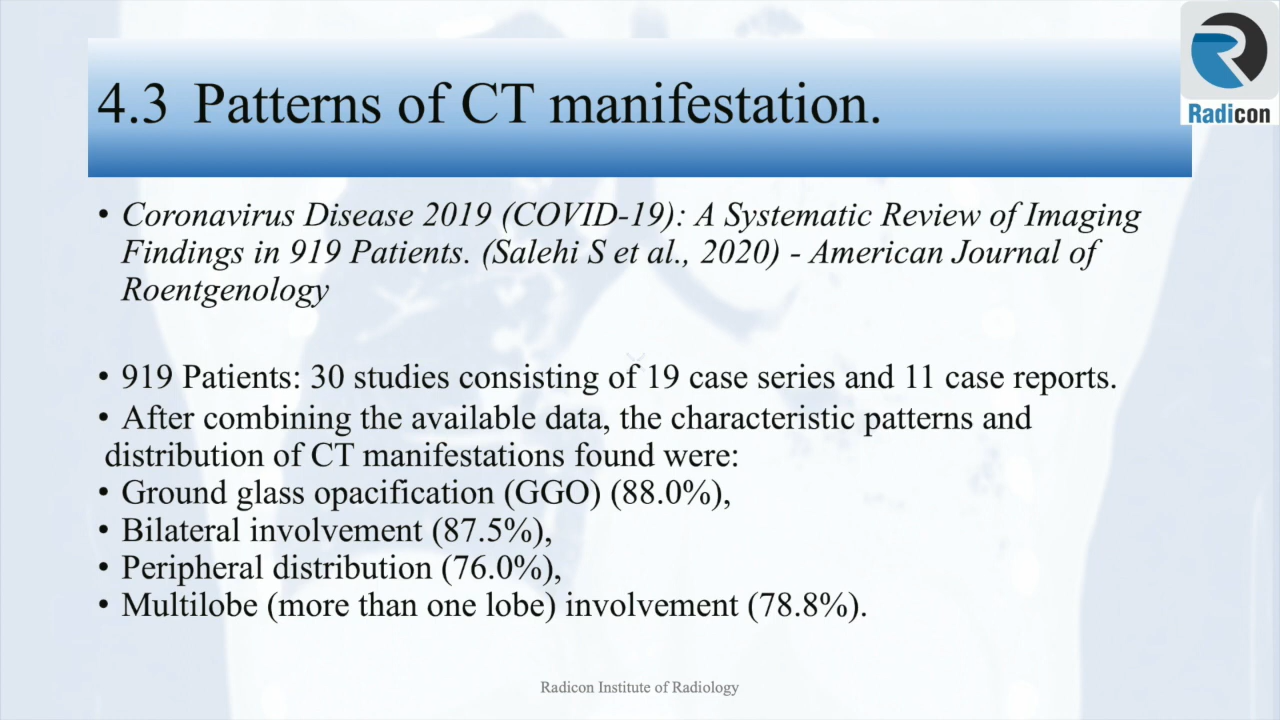 4.3 Patterns of CT manifestation.
Radicon
• Coronavirus Disease 2019 (COVID-19): A Systematic Review of Imaging
Findings in 919 Patients. (Salehi S et al., 2020) - American Journal of
Roentgenology
• 919 Patients: 30 studies consisting of 19 case series and 11 case reports.
• After combining the available data, the characteristic patterns and
distribution of CT manifestations found were:
• Ground glass opacification (GGO) (88.0%),
• Bilateral involvement (87.5%),
• Peripheral distribution (76.0%),
• Multilobe (more than one lobe) involvement (78.8%).
Radicon Institute of Radiology